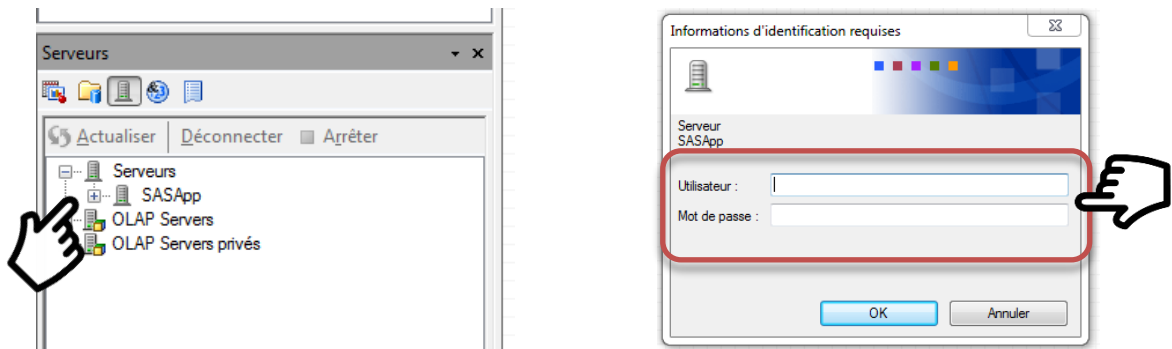 Serveurs
Actualiser Déconnecter Arrêter
Serveurs
SASApp
OLAP Servers
OLAP Servers privés
Informations d'identification requises
Serveur
SASApp
Utilisateur :
Mot de passe :
OK Annuler